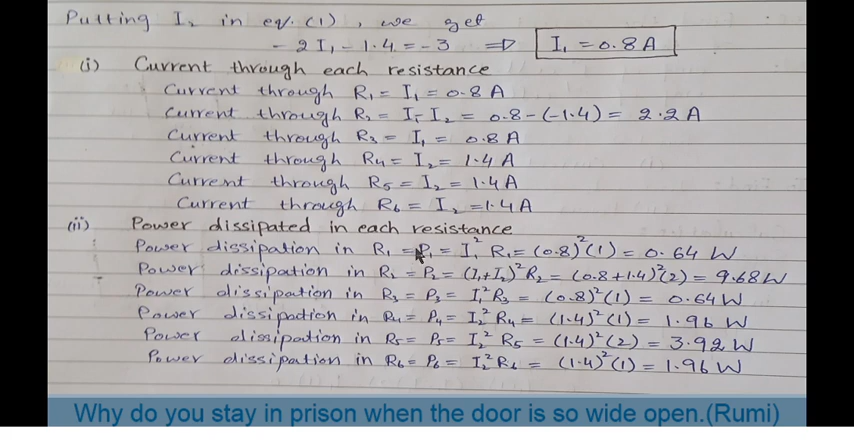 Putting I₂ in eq. (1), we get
- 2I₁ - 1.4 = -3 ⇒ I₁ = 0.8 A
(i) Current through each resistance
Current through R₁ = I₁ = 0.8 A
Current through R₂ = I₁- I₂ = 0.8 - (-1.4) = 2.2 A
Current through R₃ = I₁ = 0.8 A
Current through R₄ = I₂ = 1.4 A
Current through R₅ = I₂ = 1.4 A
Current through R₆ = I₂ = 1.4 A
(ii) Power dissipated in each resistance
Power dissipation in R₁ = P₁ = I₁² R₁ = (0.8)² (1) = 0.64 W
Power dissipation in R₂ = P₂ = (I₁+I₂)² R₂ = (0.8+1.4)² (2) = 9.68 W
Power dissipation in R₃ = P₃ = I₁² R₃ = (0.8)² (1) = 0.64 W
Power dissipation in R₄ = P₄ = I₂² R₄ = (1.4)² (1) = 1.96 W
Power dissipation in R₅ = P₅ = I₂² R₅ = (1.4)² (2) = 3.92 W
Power dissipation in R₆ = P₆ = I₂² R₆ = (1.4)² (1) = 1.96 W
Why do you stay in prison when the door is so wide open.(Rumi)